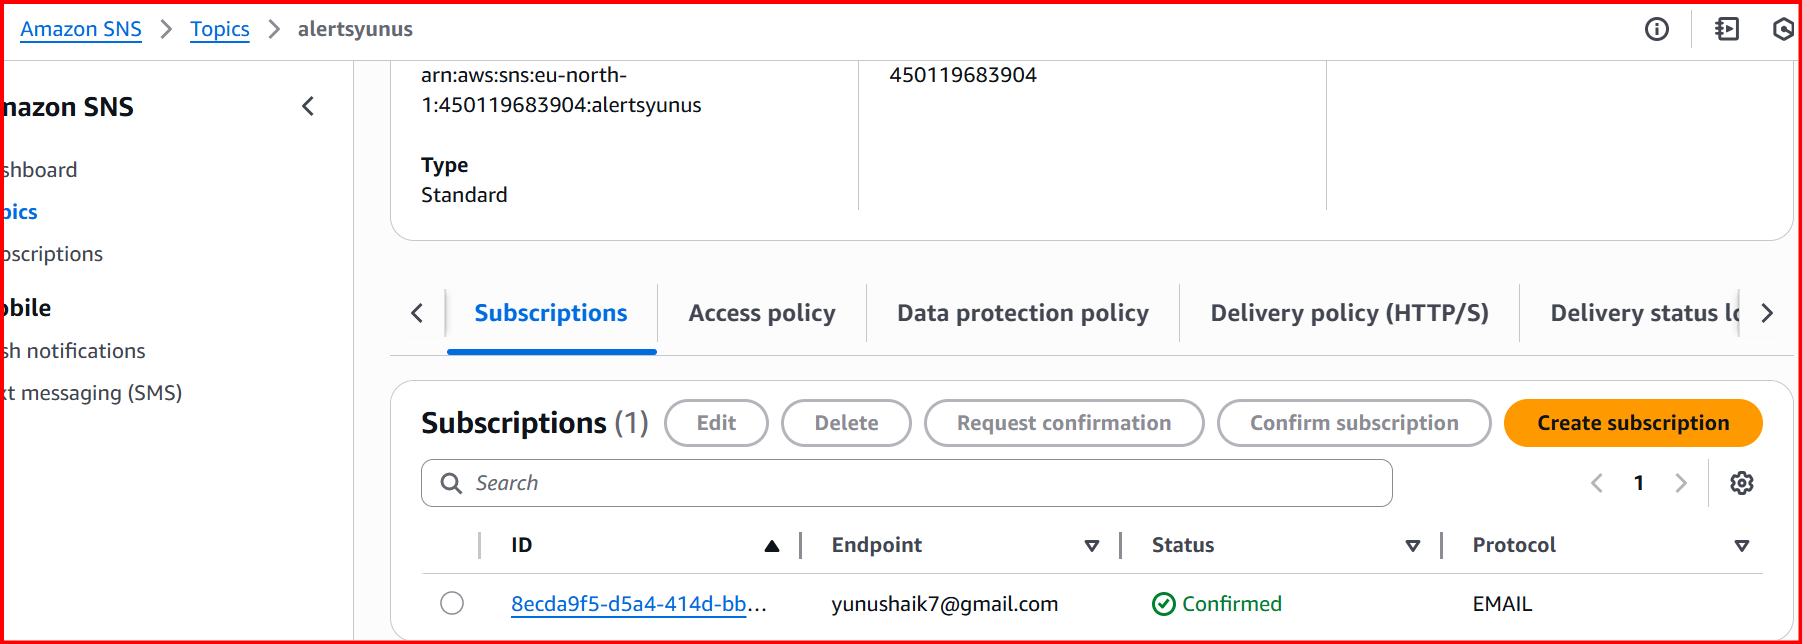 Amazon SNS > Topics > alertsyunus
arn:aws:sns:eu-north-
1:450119683904:alertsyunus
450119683904
mazon SNS
shboard
pics
oscriptions
obile
sh notifications
xt messaging (SMS)
Type
Standard
Subscriptions
Access policy
Data protection policy
Delivery policy (HTTP/S)
Delivery status lo
Subscriptions (1)
Edit
Delete
Request confirmation
Confirm subscription
Create subscription
Search
1
ID
Endpoint
Status
Protocol
8ecda9f5-d5a4-414d-bb...
yunushaik7@gmail.com
Confirmed
EMAIL